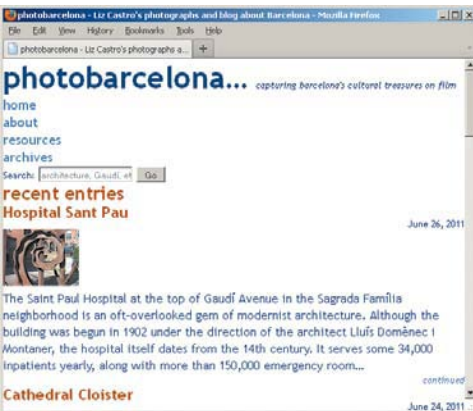 photobarcelona - Liz Castro's photographs and blog about Barcelona - Mozilla Firefox
File Edit View History Bookmarks Tools Help
photobarcelona - Liz Castro's photographs a... +
photobarcelona... capturing barcelona's cultural treasures on film
home
about
resources
archives
Search: architecture, Gaudí, et Go
recent entries
Hospital Sant Pau
June 26, 2011
The Saint Paul Hospital at the top of Gaudí Avenue in the Sagrada Família
neighborhood is an oft-overlooked gem of modernist architecture. Although the
building was begun in 1902 under the direction of the architect Lluís Domènec i
Montaner, the hospital itself dates from the 14th century. It serves some 34,000
inpatients yearly, along with more than 150,000 emergency room...
continued
Cathedral Cloister
June 24, 2011